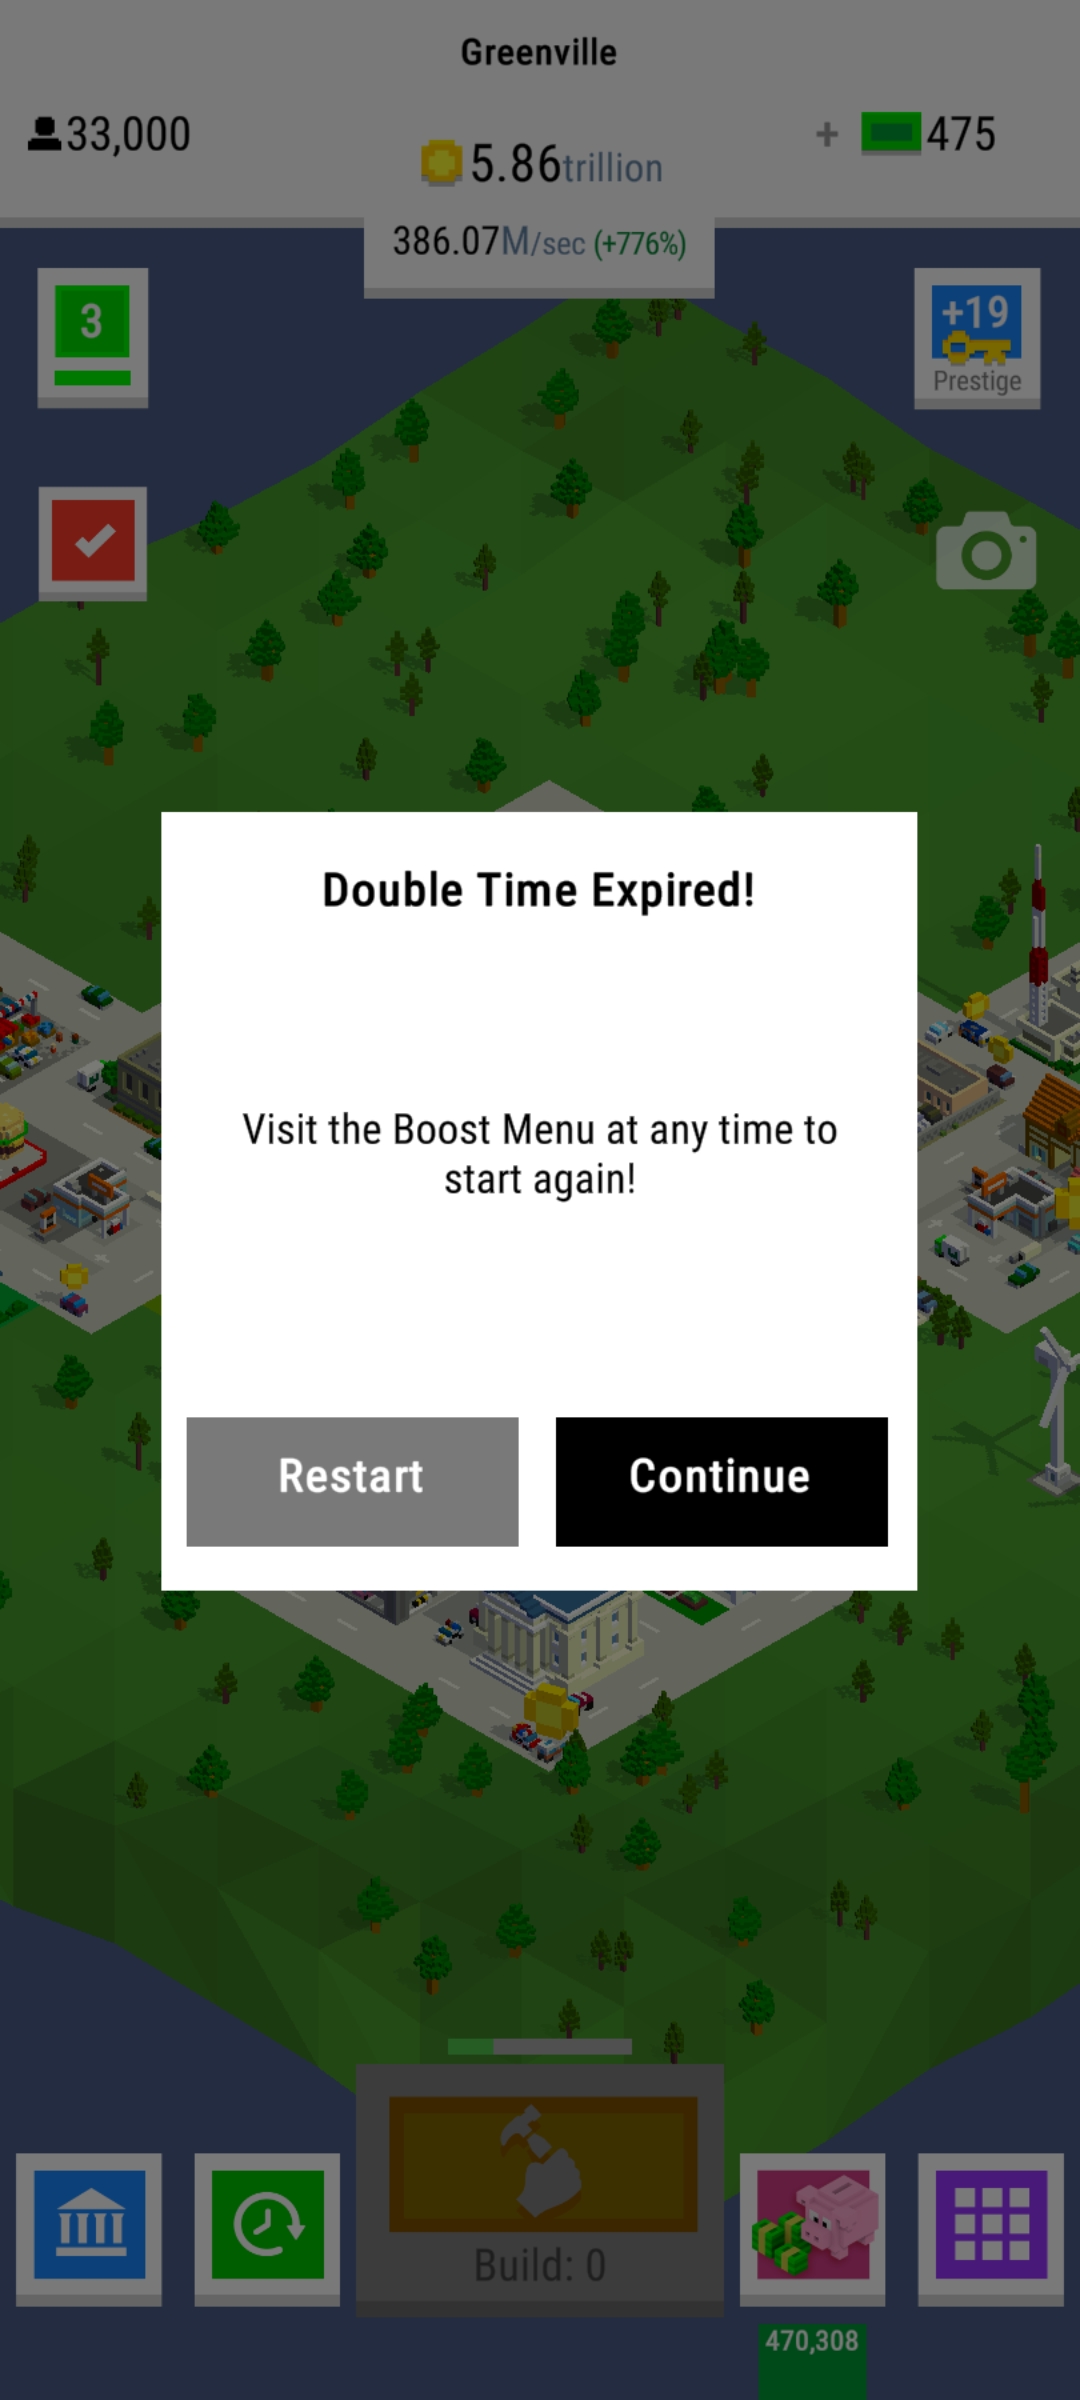 Greenville
33,000
5.86trillion
+ 475
386.07M/sec (+776%)
3
+19
Prestige
Double Time Expired!
Visit the Boost Menu at any time to
start again!
Restart
Continue
Build: 0
470,308